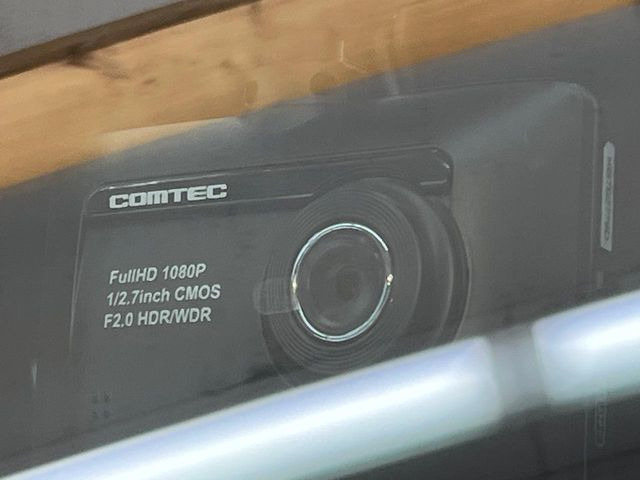 COMTEC
FullHD 1080P
1/2.7inch CMOS
F2.0 HDR/WDR